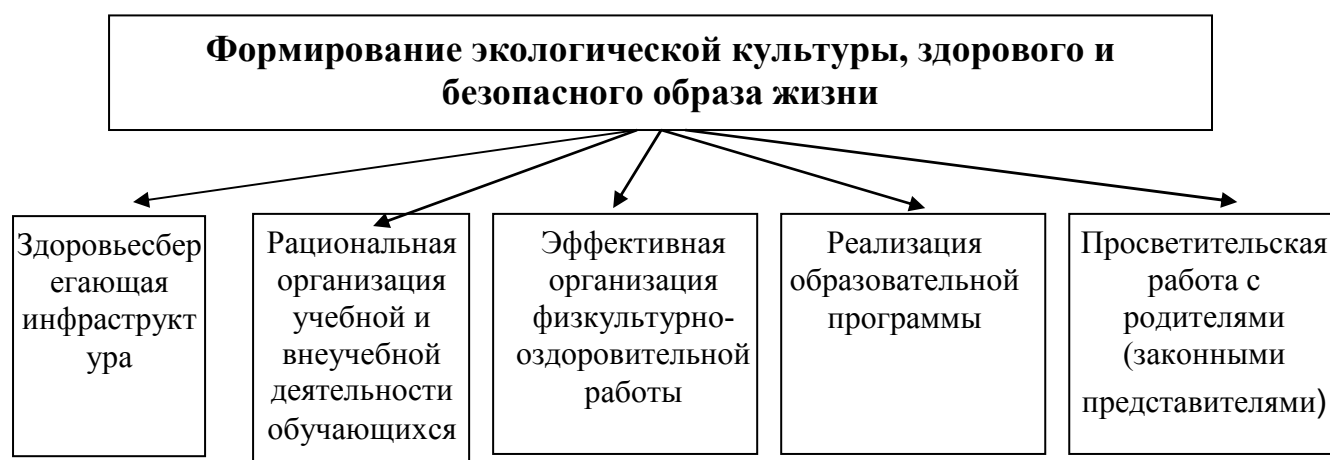 Формирование экологической культуры, здорового и
безопасного образа жизни
Здоровьесбер
егающая
инфраструкт
ура
Рациональная
организация
учебной и
внеучебной
деятельности
обучающихся
Эффективная
организация
физкультурно-
оздоровительной
работы
Реализация
образовательной
программы
Просветительская
работа с
родителями
(законными
представителями)